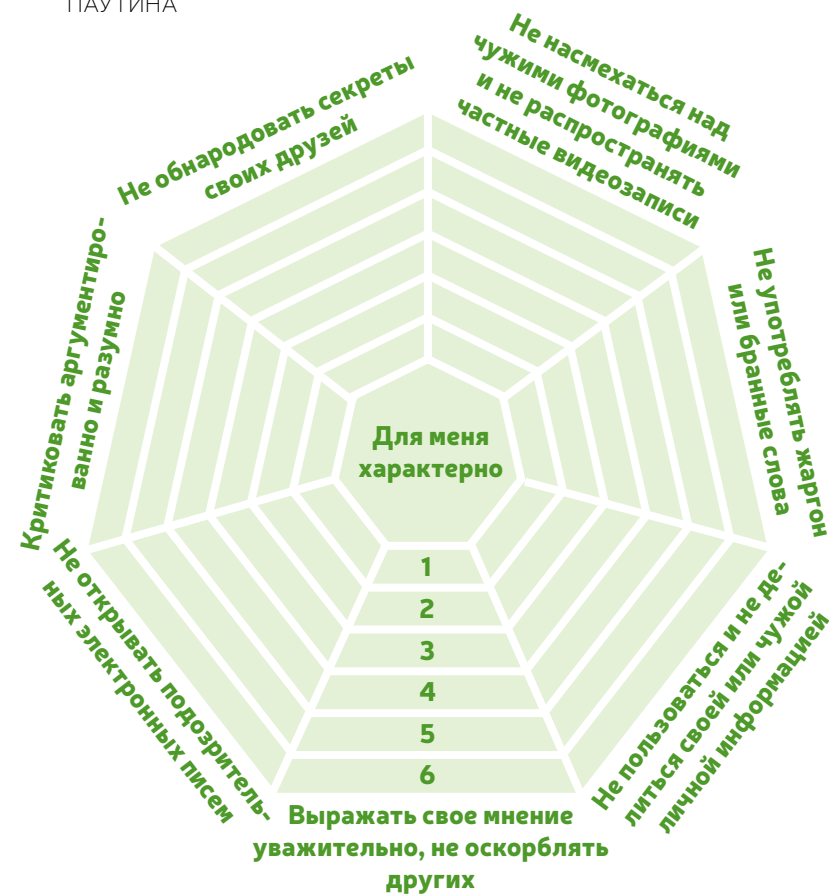 ПАУТИНА
Не обнародовать секреты
своих друзей
Не насмехаться над
чужими фотографиями
и не распространять
частные видеозаписи
Критиковать аргументиро-
ванно и разумно
Не употреблять жаргон
или бранные слова
Для меня
характерно
1
2
3
4
5
6
Не открывать подозритель-
ных электронных писем
Не пользоваться и не де-
литься своей или чужой
личной информацией
Выражать свое мнение
уважительно, не оскорблять
других